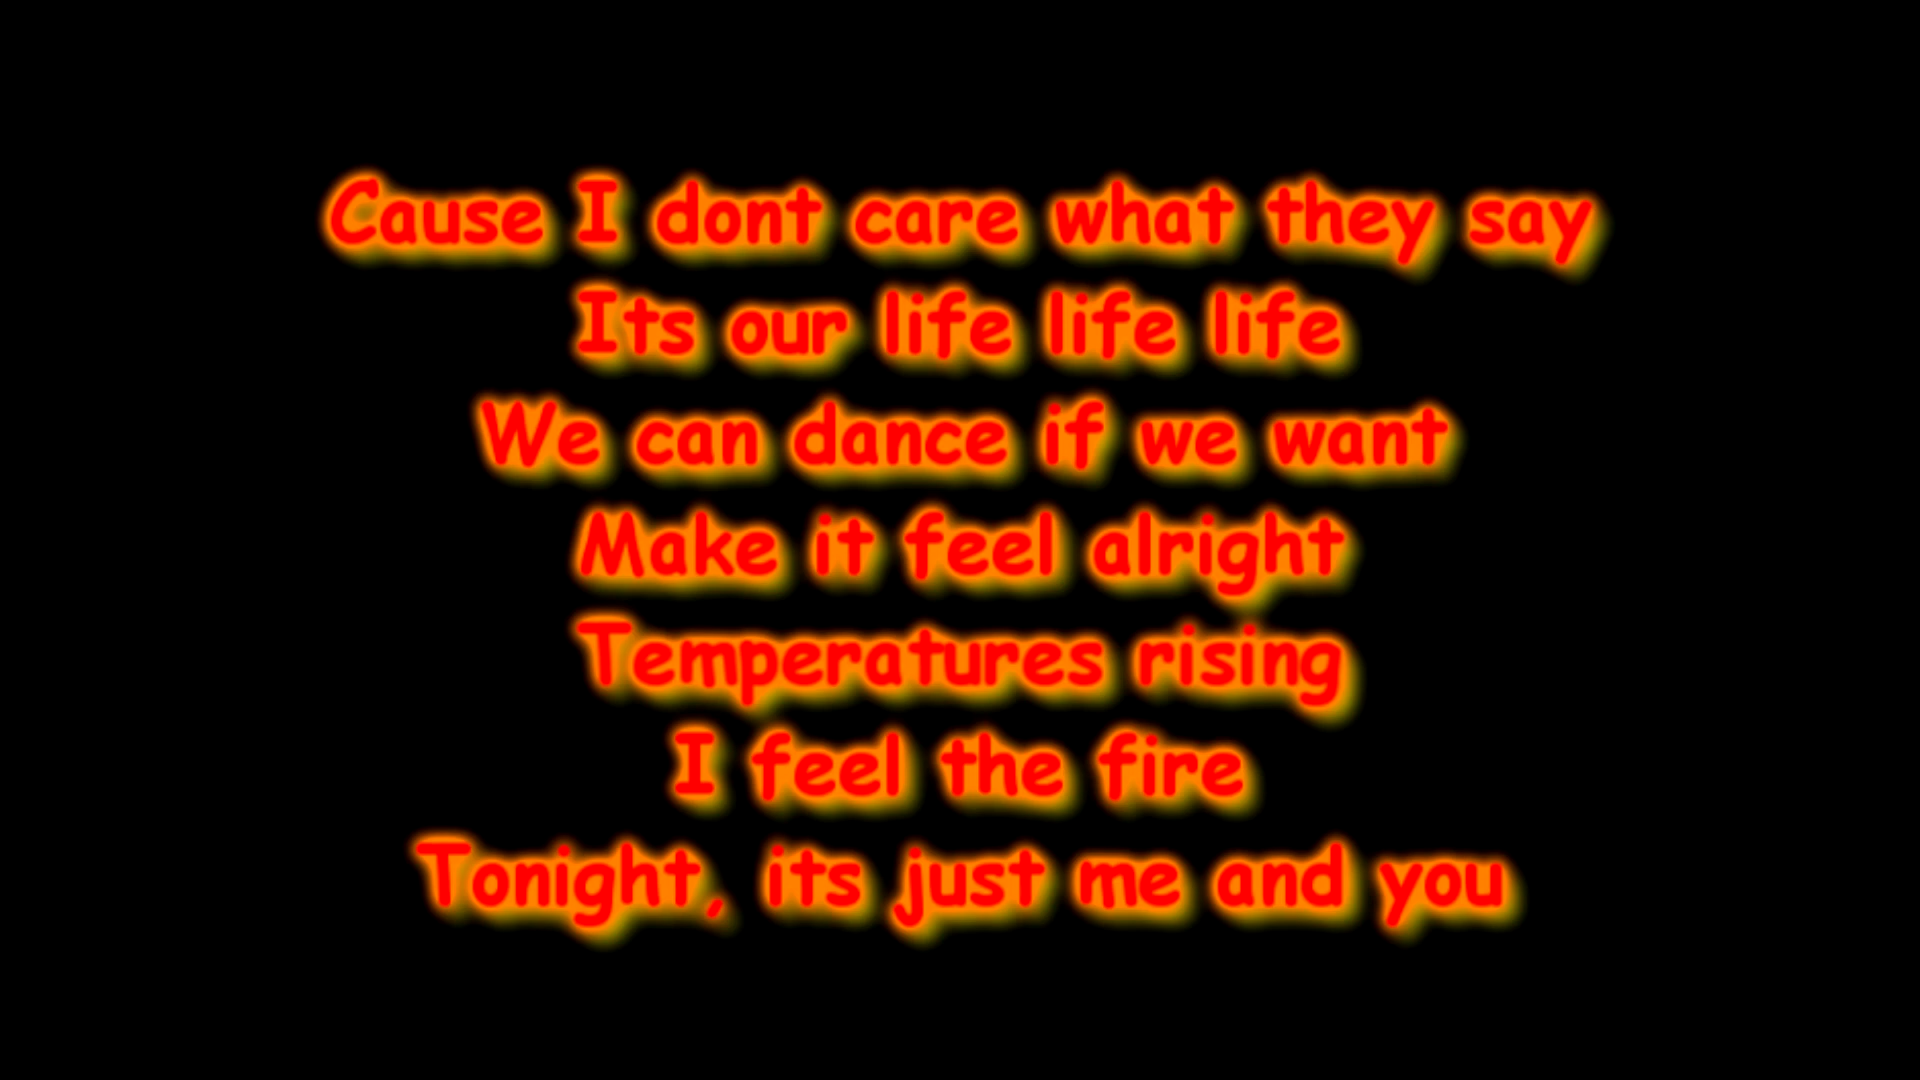 Cause I dont care what they say
Its our life life life
We can dance if we want
Make it feel alright
Temperatures rising
I feel the fire
Tonight, its just me and you